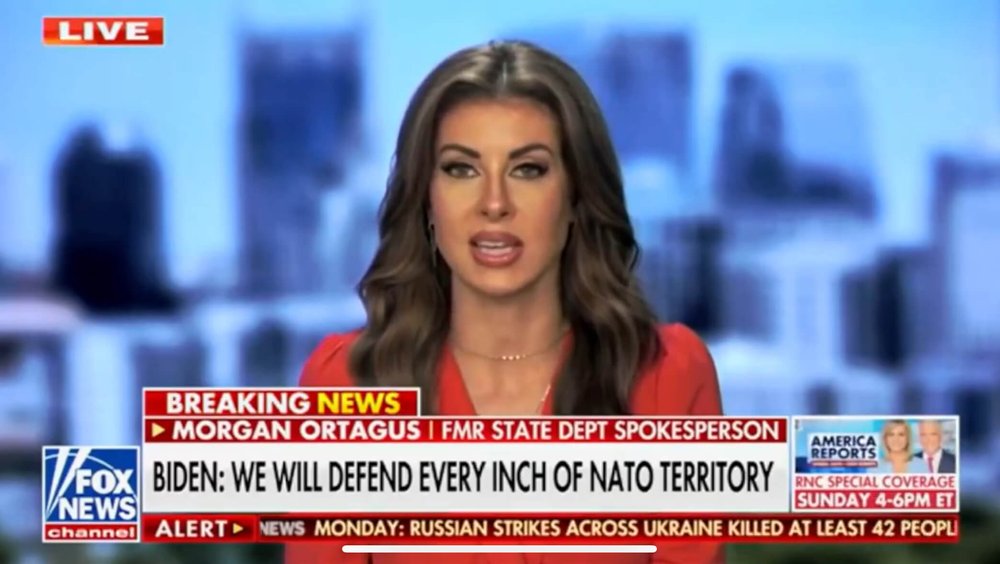 LIVE
BREAKING NEWS
MORGAN ORTAGUS | FMR STATE DEPT SPOKESPERSON
BIDEN: WE WILL DEFEND EVERY INCH OF NATO TERRITORY
AMERICA
REPORTS
RNC SPECIAL COVERAGE
SUNDAY 4-6PM ET
FOX
NEWS
channel
ALERT NEWS MONDAY: RUSSIAN STRIKES ACROSS UKRAINE KILLED AT LEAST 42 PEOPL